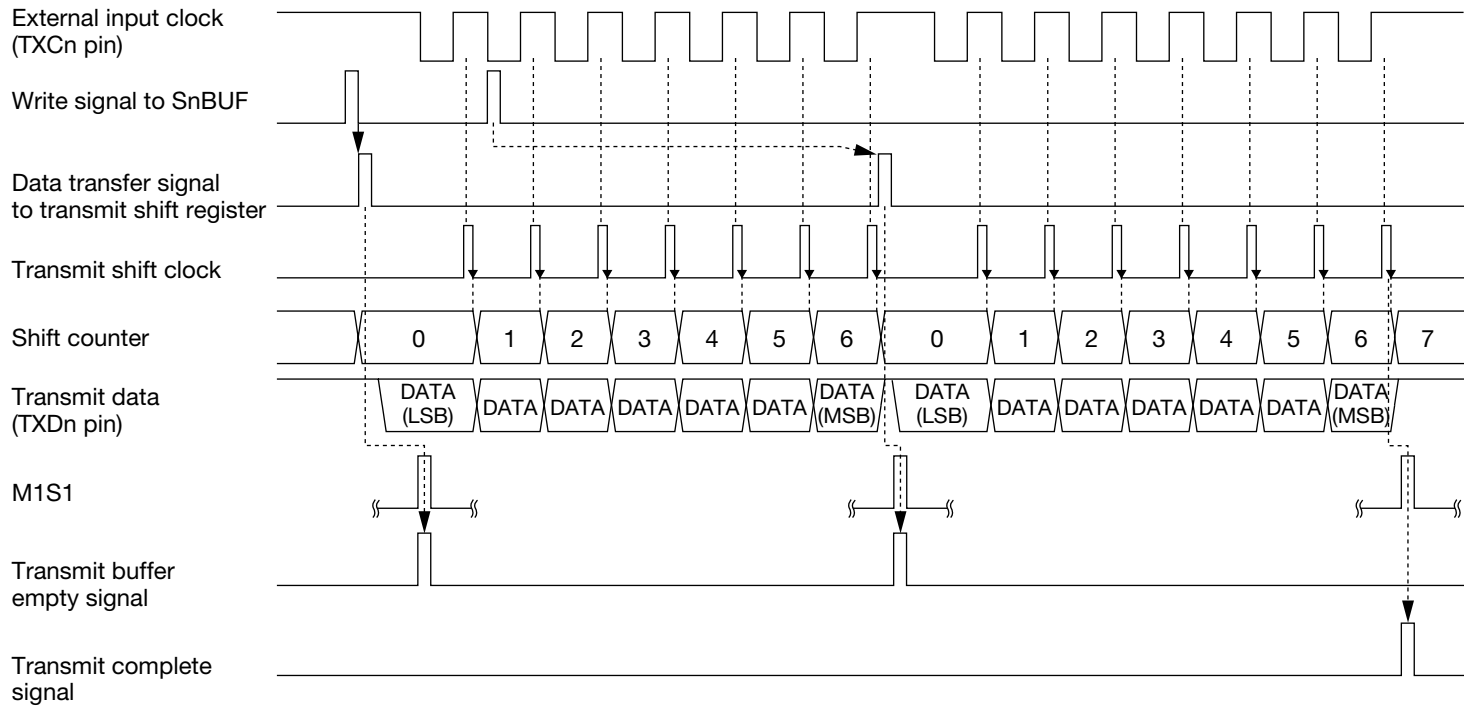 External input clock
(TXCn pin)
Write signal to SnBUF
Data transfer signal
to transmit shift register
Transmit shift clock
Shift counter
0 1 2 3 4 5 6 0 1 2 3 4 5 6 7
Transmit data
(TXDn pin)
DATA
(LSB)
DATA DATA DATA DATA DATA
DATA
(MSB)
DATA
(LSB)
DATA DATA DATA DATA DATA
DATA
(MSB)
M1S1
Transmit buffer
empty signal
Transmit complete
signal